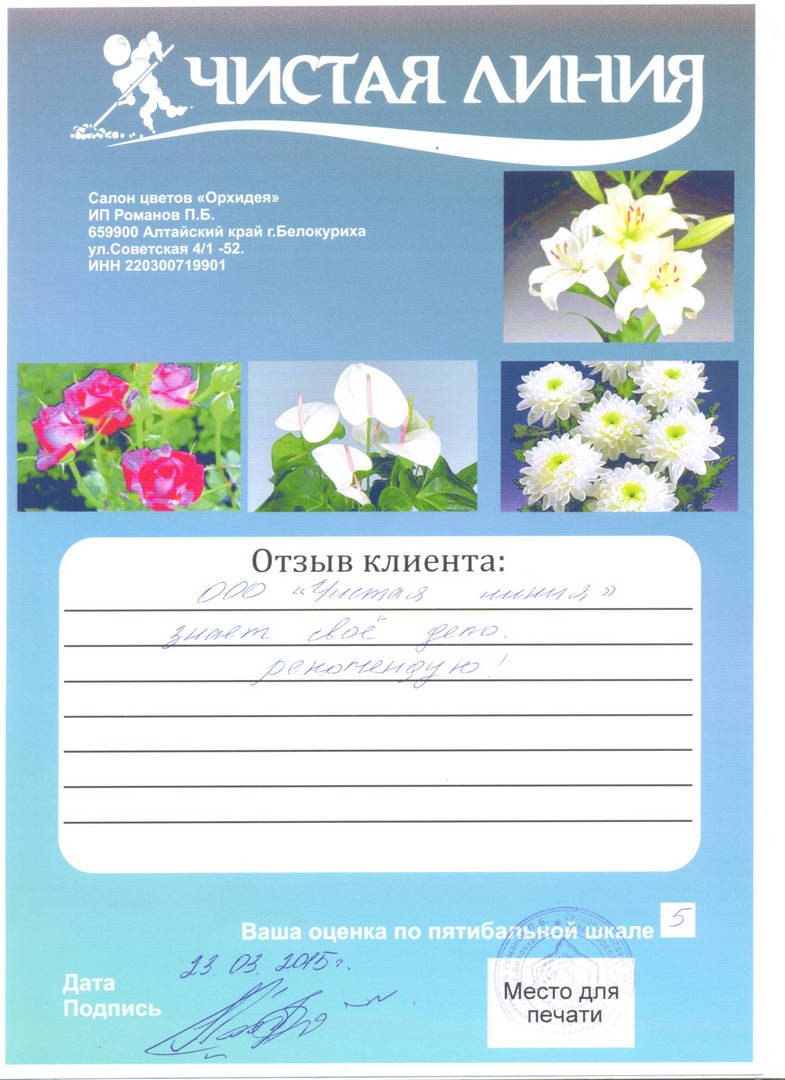 ЧИСТАЯ ЛИНИЯ
Салон цветов «Орхидея»
ИП Романов П.Б.
659900 Алтайский край г.Белокуриха
ул.Советская 4/1 -52.
ИНН 220300719901
Отзыв клиента:
ООО «Чистая линия»
знает своё дело.
рекомендую!
Ваша оценка по пятибальной шкале 5
Дата 23.03.2015г.
Подпись
Место для
печати